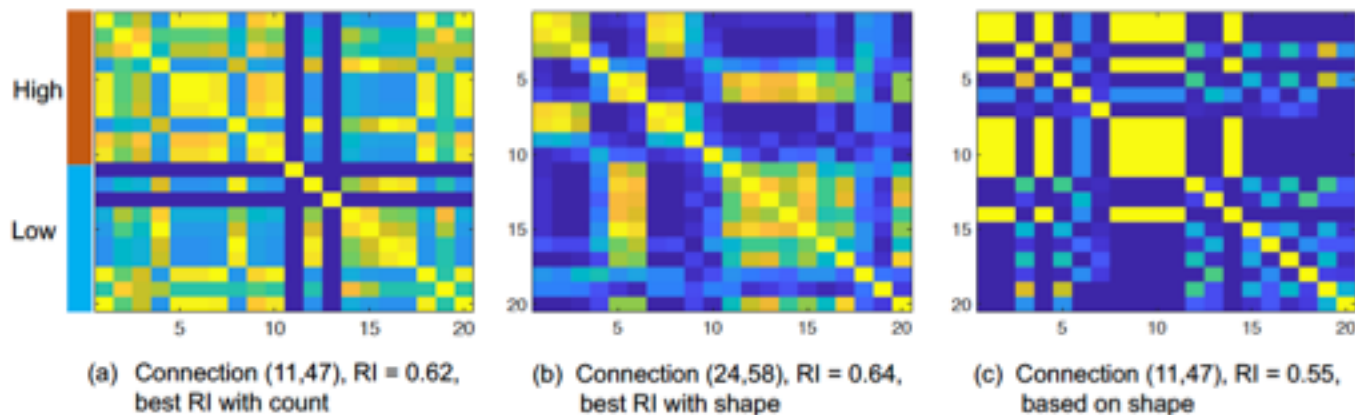 High
Low
5 10 15 20
5
10
15
20
5 10 15 20
5
10
15
20
5 10 15 20
(a) Connection (11,47), RI = 0.62,
best RI with count
(b) Connection (24,58), RI = 0.64,
best RI with shape
(c) Connection (11,47), RI = 0.55,
based on shape